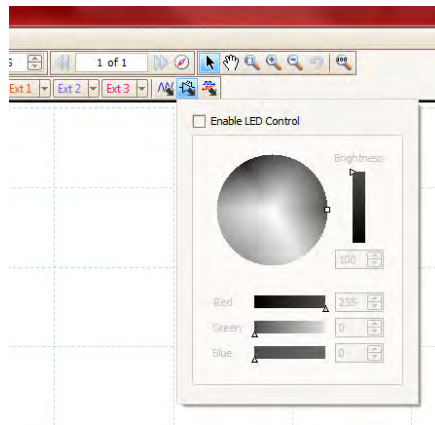 S 1 of 1
Ext 1 Ext 2 Ext 3
Enable LED Control
Brightness
100
Red 255
Green 0
Blue 0